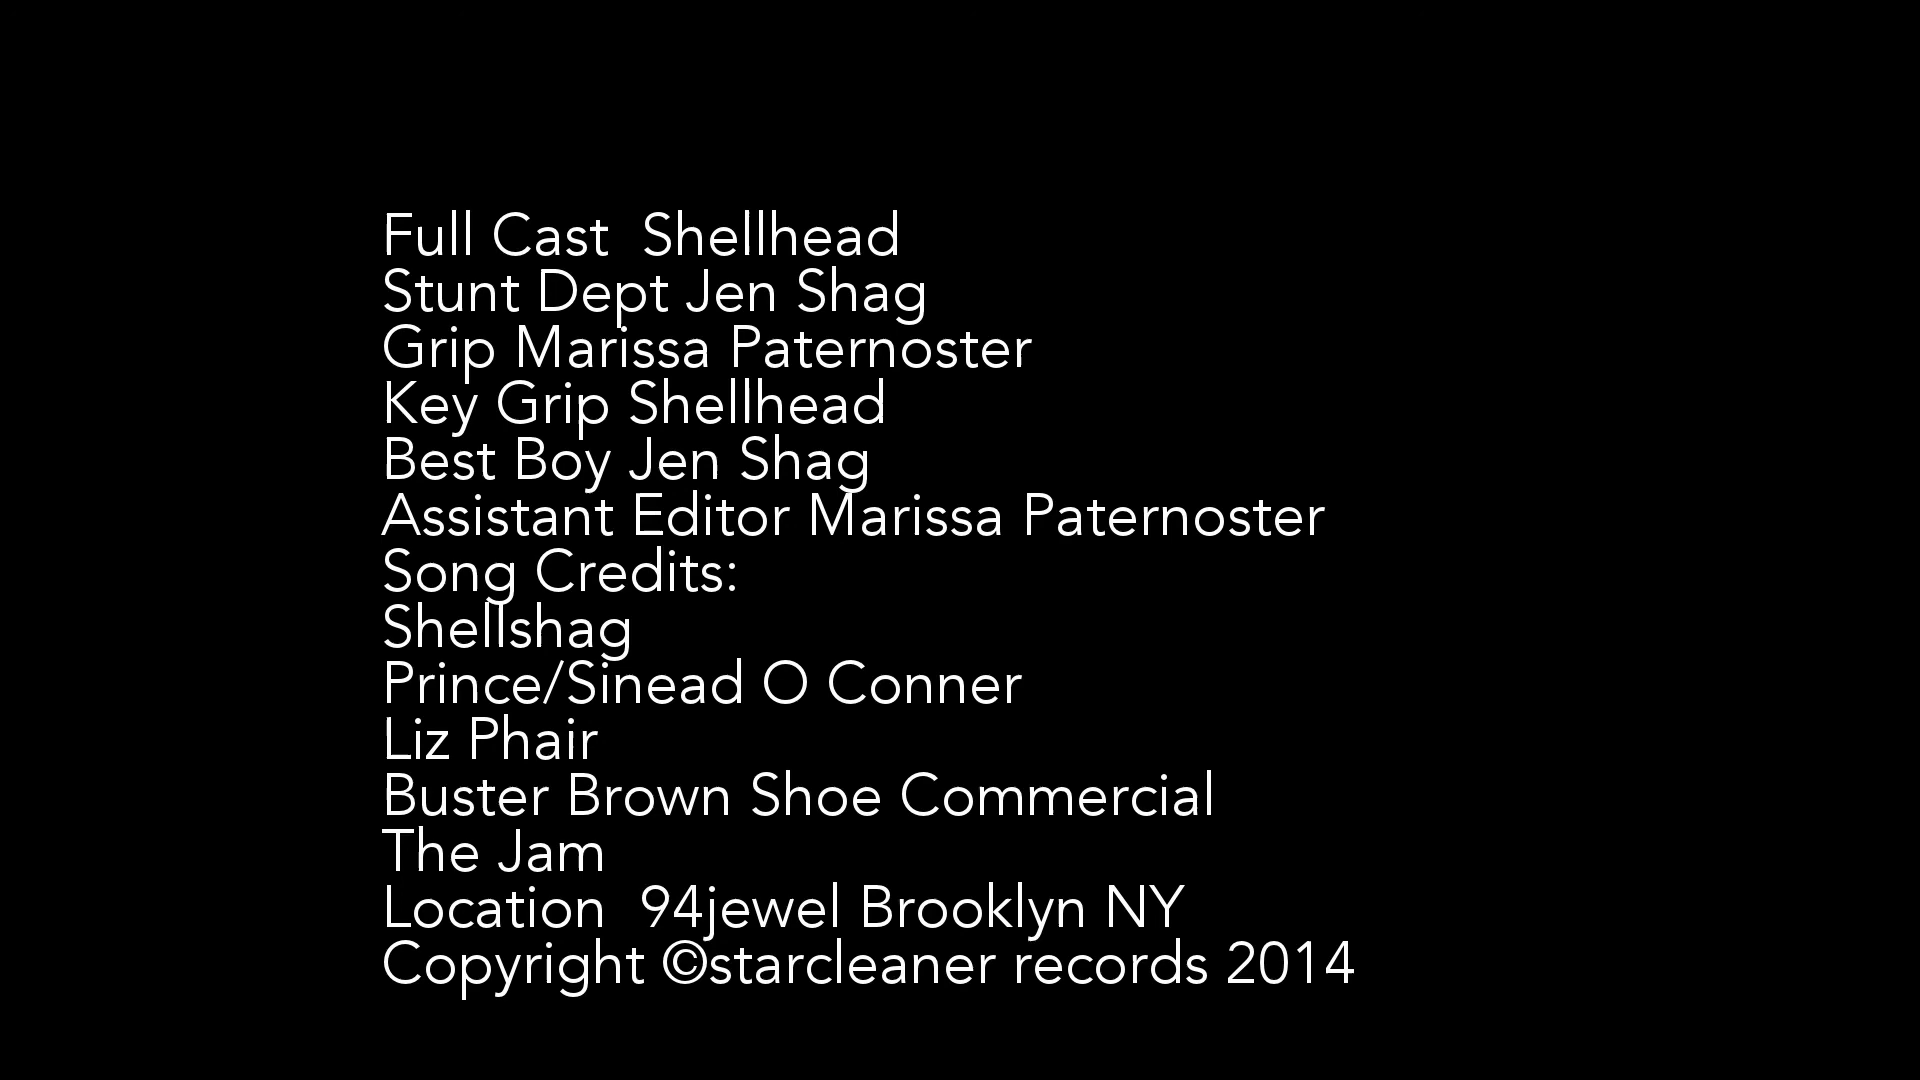 Full Cast  Shellhead
Stunt Dept Jen Shag
Grip Marissa Paternoster
Key Grip Shellhead
Best Boy Jen Shag
Assistant Editor Marissa Paternoster
Song Credits:
Shellshag
Prince/Sinead O Conner
Liz Phair
Buster Brown Shoe Commercial
The Jam
Location  94jewel Brooklyn NY
Copyright ©starcleaner records 2014